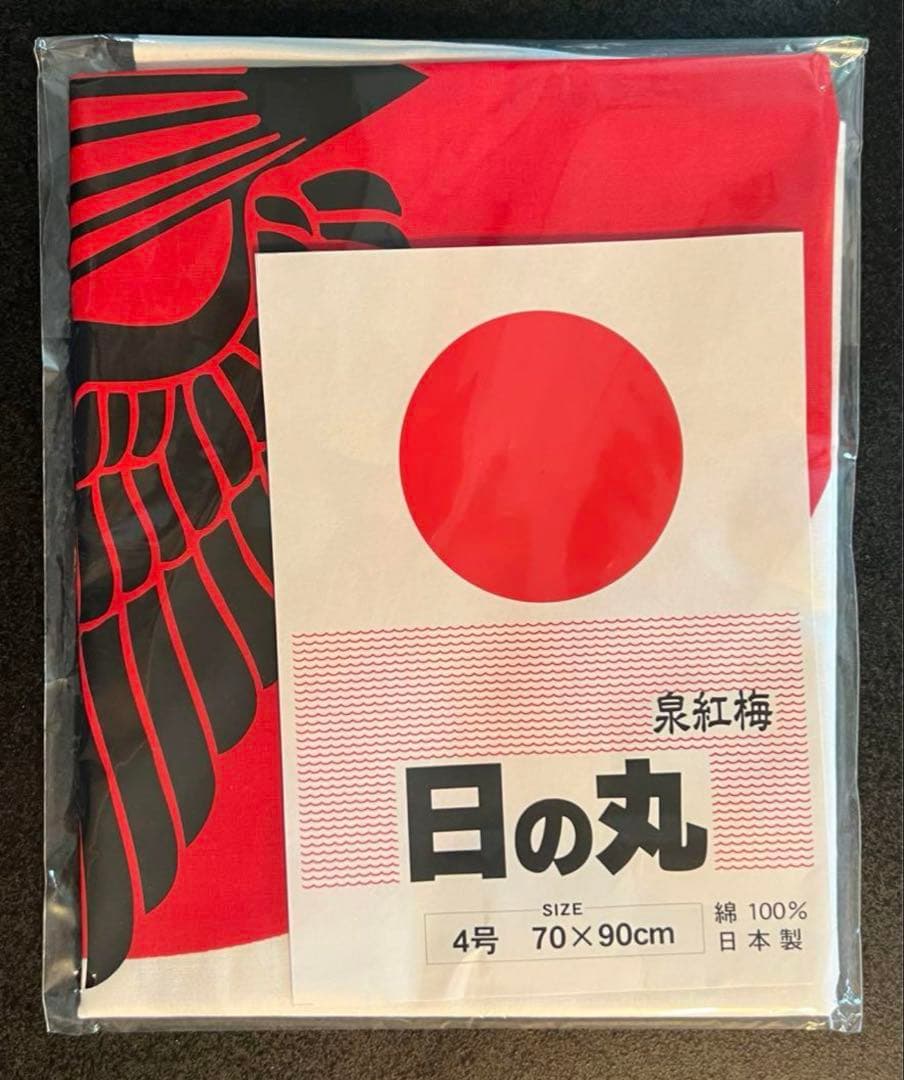 泉紅梅
日の丸
SIZE
4号 70×90cm
綿 100%
日本製